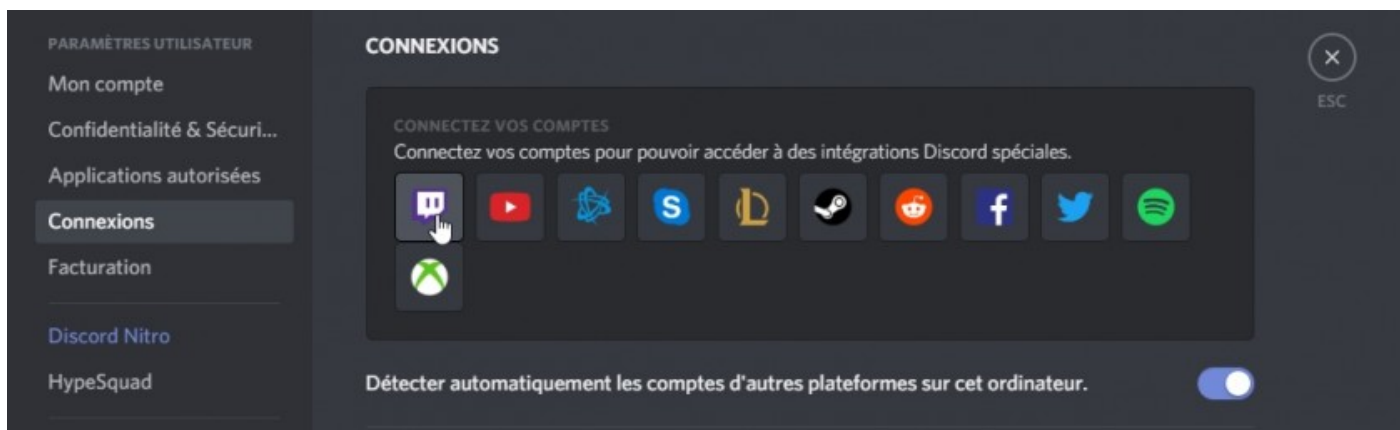 PARAMÈTRES UTILISATEUR
Mon compte
Confidentialité & Sécuri...
Applications autorisées
Connexions
Facturation
Discord Nitro
HypeSquad
CONNEXIONS
CONNECTEZ VOS COMPTES
Connectez vos comptes pour pouvoir accéder à des intégrations Discord spéciales.
Détecter automatiquement les comptes d'autres plateformes sur cet ordinateur.
ESC